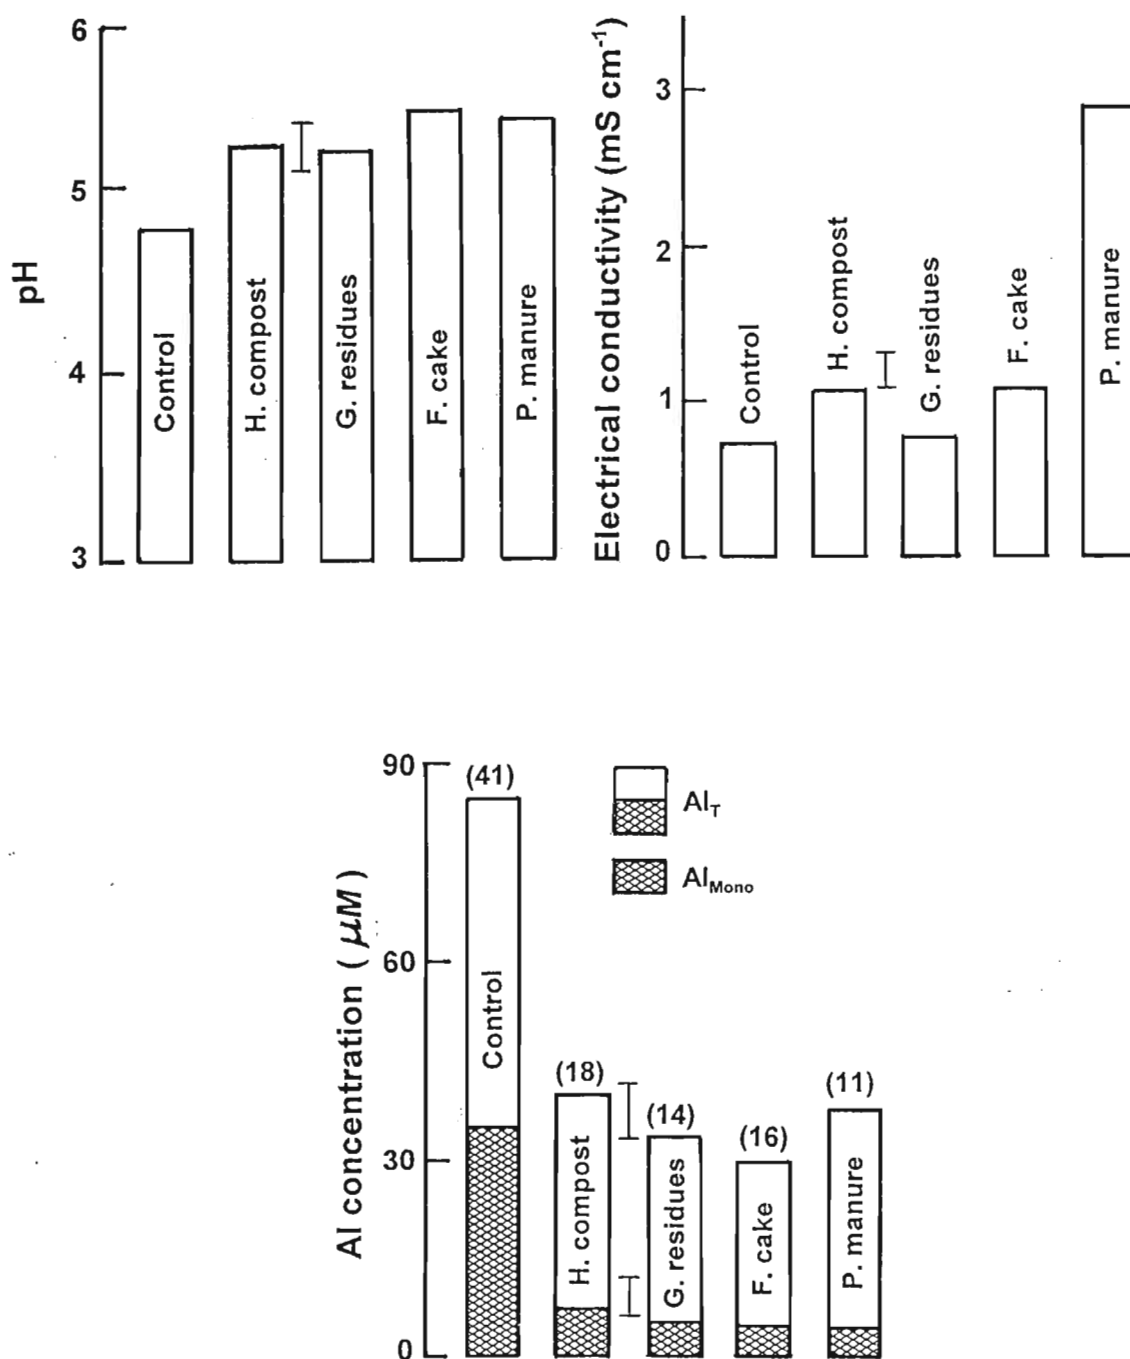 6
5
4
3
pH
Control
H. compost
G. residues
F. cake
P. manure
3
2
1
0
Electrical conductivity (mS cm⁻¹)
Control
H. compost
G. residues
F. cake
P. manure
90
60
30
0
Al concentration ( μM)
(41)
Control
(18)
H. compost
(14)
G. residues
(16)
F. cake
(11)
P. manure
Al_T
Al_Mono